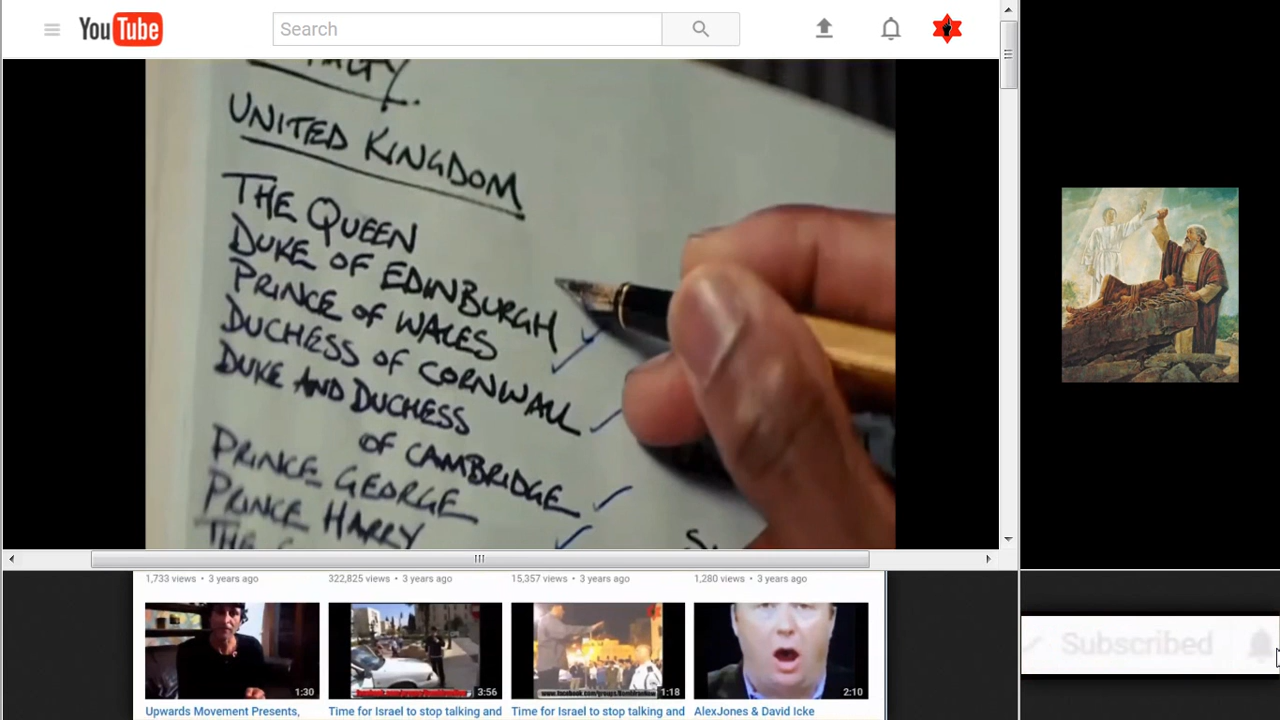 YouTube
Search
UNITED KINGDOM
THE QUEEN
DUKE OF EDINBURGH
PRINCE OF WALES
DUCHESS OF CORNWALL
DUKE AND DUCHESS
OF CAMBRIDGE
PRINCE GEORGE
PRINCE HARRY
1,733 views • 3 years ago
322,825 views • 3 years ago
15,357 views • 3 years ago
1,280 views • 3 years ago
Subscribed
1:30
3:56
1:18
2:10
Upwards Movement Presents,
Time for Israel to stop talking and
Time for Israel to stop talking and
AlexJones & David Icke